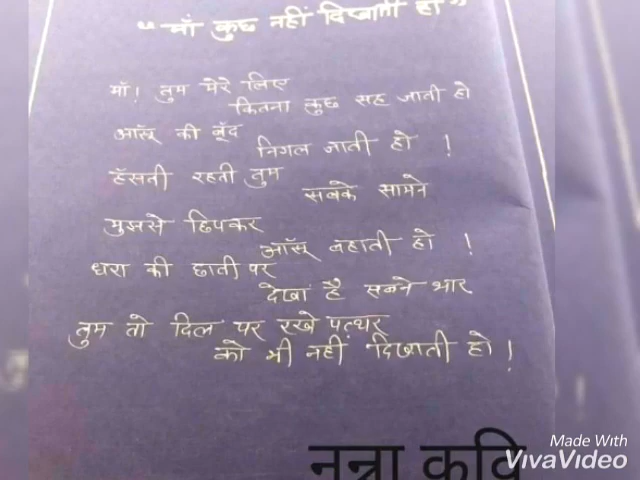 "माँ कुछ नहीं दिखाती हो"
माँ! तुम मेरे लिए
कितना कुछ सह जाती हो
आँसू की बूँद
निगल जाती हो !
हँसती रहती तुम
सबके सामने
मुझसे छिपकर
आँसू बहाती हो !
धरा की छाती पर
देखा है सबने भार
तुम तो दिल पर रखे पत्थर
को भी नहीं दिखाती हो !
नन्रा कवि
Made With
VivaVideo